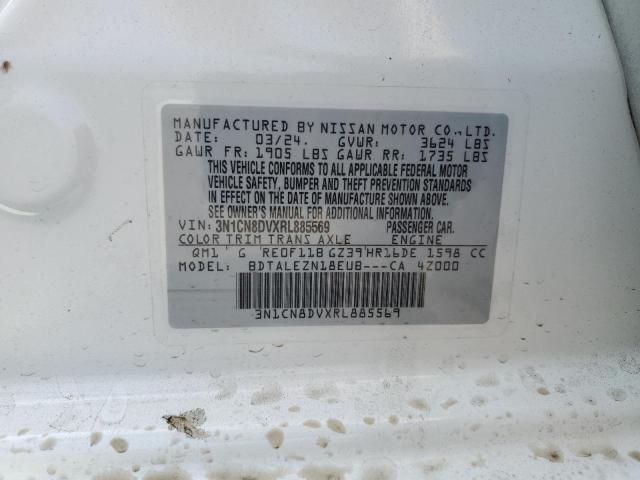 MANUFACTURED BY NISSAN MOTOR CO.,LTD.
DATE: 03/24. GVWR: 3624 LBS
GAWR FR: 1905 LBS GAWR RR: 1735 LBS
THIS VEHICLE CONFORMS TO ALL APPLICABLE FEDERAL MOTOR
VEHICLE SAFETY, BUMPER AND THEFT PREVENTION STANDARDS
IN EFFECT ON THE DATE OF MANUFACTURE SHOWN ABOVE.
SEE OWNER'S MANUAL FOR ADDITIONAL INFORMATION.
VIN: 3N1CN8DVXRL885569 PASSENGER CAR.
COLOR TRIM TRANS AXLE ENGINE
QM1 G RE0F11B GZ39 HR16DE 1598 CC
MODEL: BDTALEZN18EUB---CA 4Z000
3N1CN8DVXRL885569